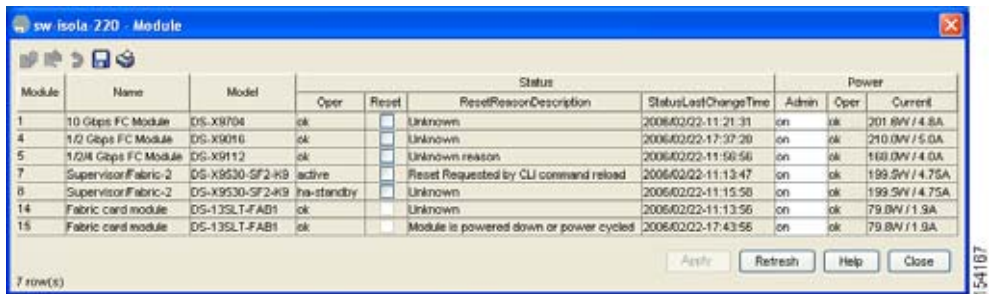 sw-isola-220 - Module
Status Power
Module Name Model Oper Reset ResetReasonDescription StatusLastChangeTime Admin Oper Current
1 10 Gbps FC Module DS-X9704 ok Unknown 2006/02/22-11:21:31 on ok 201.6W / 4.8A
4 1/2 Gbps FC Module DS-X9016 ok Unknown 2006/02/22-17:37:20 on ok 210.0W / 5.0A
5 1/2/4 Gbps FC Module DS-X9112 ok Unknown reason 2006/02/22-11:56:56 on ok 168.0W / 4.0A
7 Supervisor/Fabric-2 DS-X9530-SF2-K9 active Reset Requested by CLI command reload 2006/02/22-11:13:47 on ok 199.5W / 4.75A
8 Supervisor/Fabric-2 DS-X9530-SF2-K9 ha-standby Unknown 2006/02/22-11:15:58 on ok 199.5W / 4.75A
14 Fabric card module DS-13SLT-FAB1 ok Unknown 2006/02/22-11:13:56 on ok 79.8W / 1.9A
15 Fabric card module DS-13SLT-FAB1 ok Module is powered down or power cycled 2006/02/22-17:43:56 on ok 79.8W / 1.9A
Apply Refresh Help Close
7 row(s)
154167